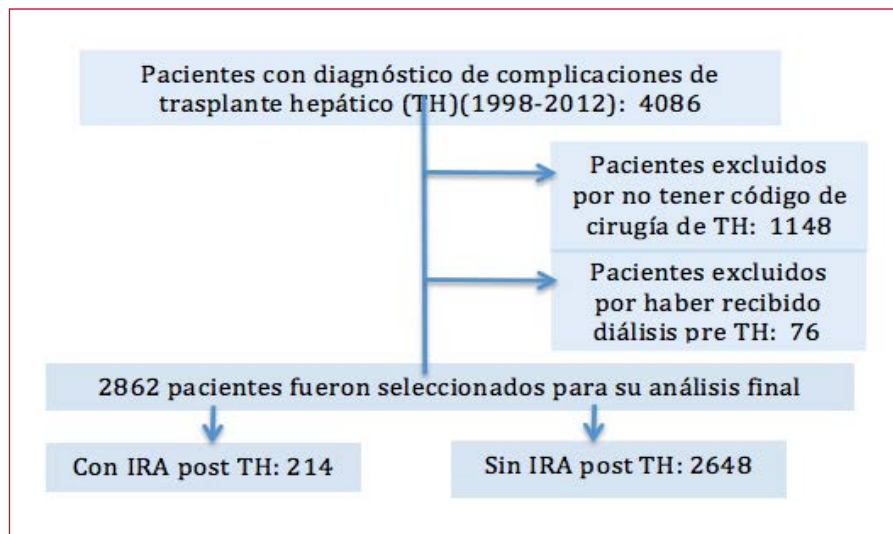 Pacientes con diagnóstico de complicaciones de
trasplante hepático (TH)(1998-2012): 4086
Pacientes excluidos
por no tener código de
cirugía de TH: 1148
Pacientes excluidos
por haber recibido
diálisis pre TH: 76
2862 pacientes fueron seleccionados para su análisis final
Con IRA post TH: 214
Sin IRA post TH: 2648